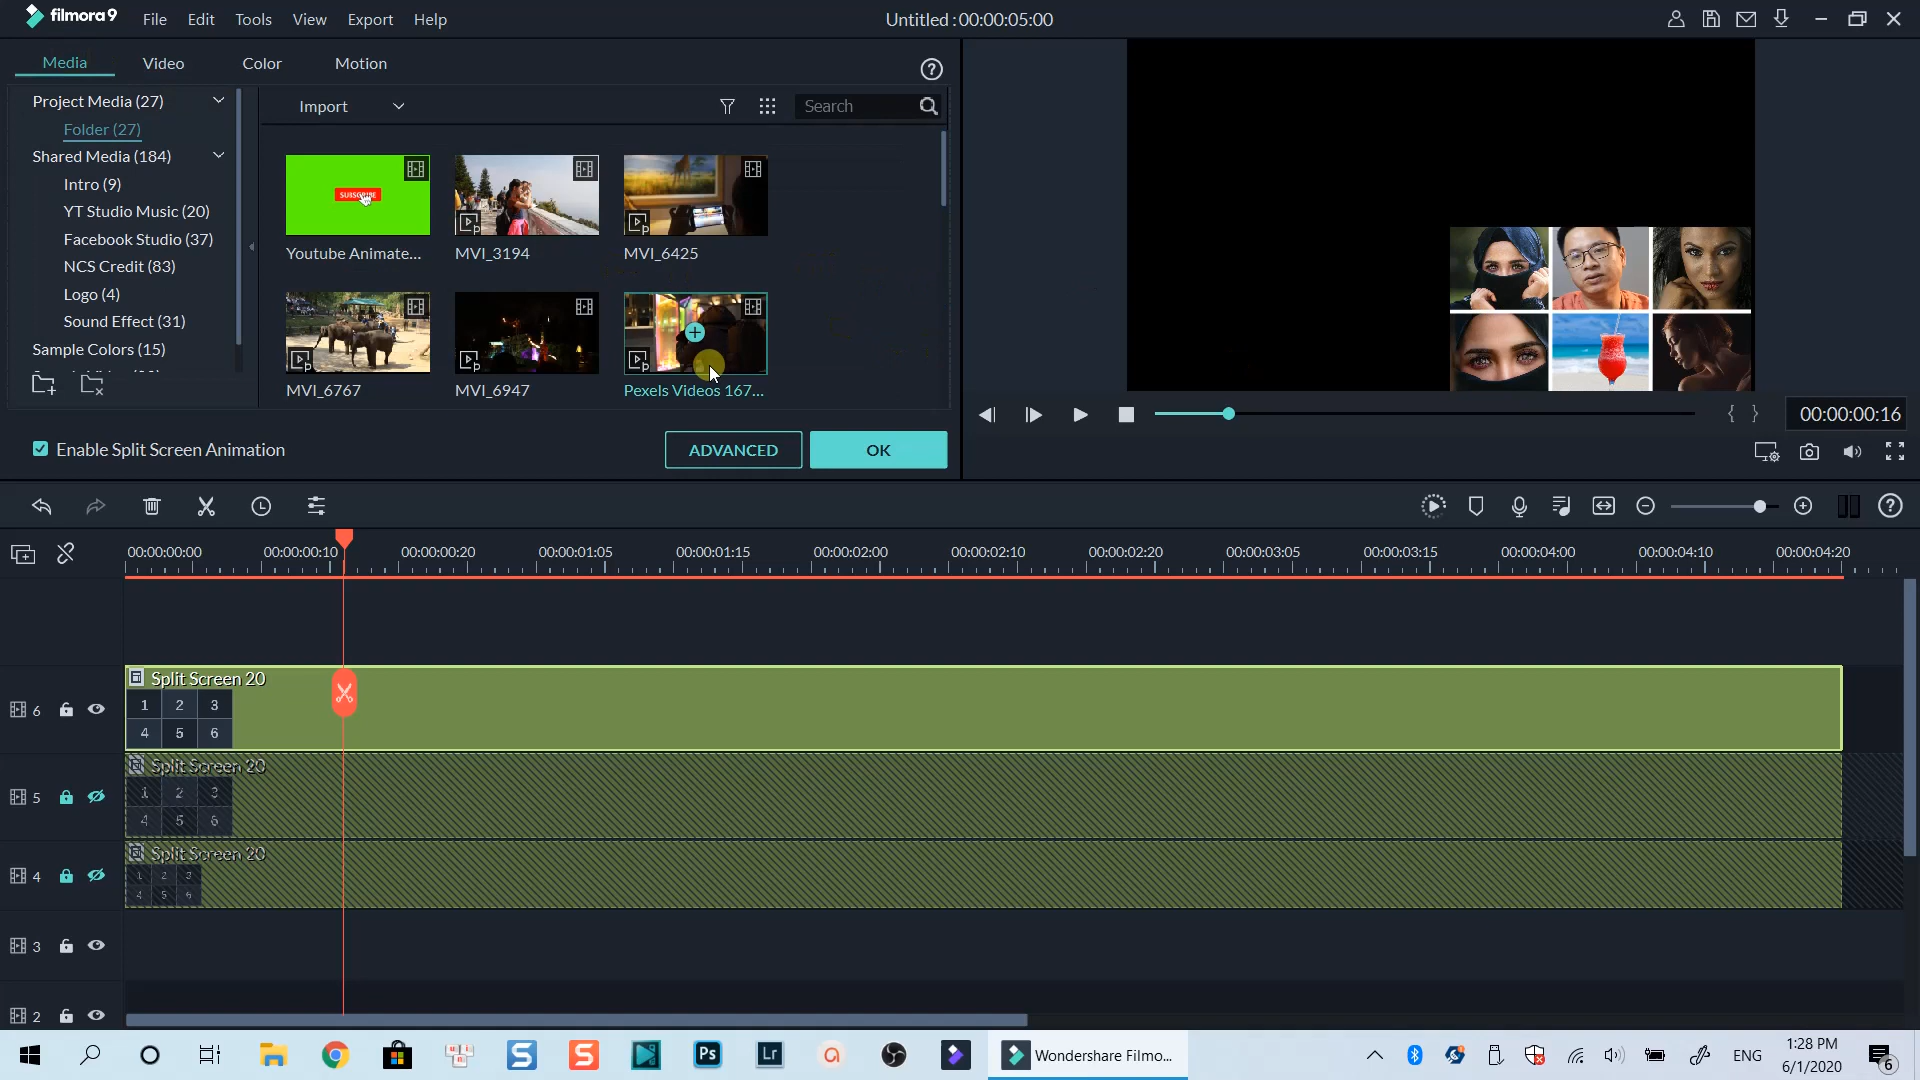 filmora9 File Edit Tools View Export Help Untitled : 00:00:05:00
Media Video Color Motion
Project Media (27)
Folder (27)
Shared Media (184)
Intro (9)
YT Studio Music (20)
Facebook Studio (37)
NCS Credit (83)
Logo (4)
Sound Effect (31)
Sample Colors (15)
Import Search
SUBSCRIBE
Youtube Animate... MVI_3194 MVI_6425
MVI_6767 MVI_6947 Pexels Videos 167...
Enable Split Screen Animation ADVANCED OK
00:00:00:16
00:00:00:00 00:00:00:10 00:00:00:20 00:00:01:05 00:00:01:15 00:00:02:00 00:00:02:10 00:00:02:20 00:00:03:05 00:00:03:15 00:00:04:00 00:00:04:10 00:00:04:20
Split Screen 20
1 2 3
6
4 5 6
Split Screen 20
1 2 3
5
4 5 6
Split Screen 20
1 2 3
4
4 5 6
3
2
Ps Lr Wondershare Filmo... ENG 1:28 PM
6/1/2020 6